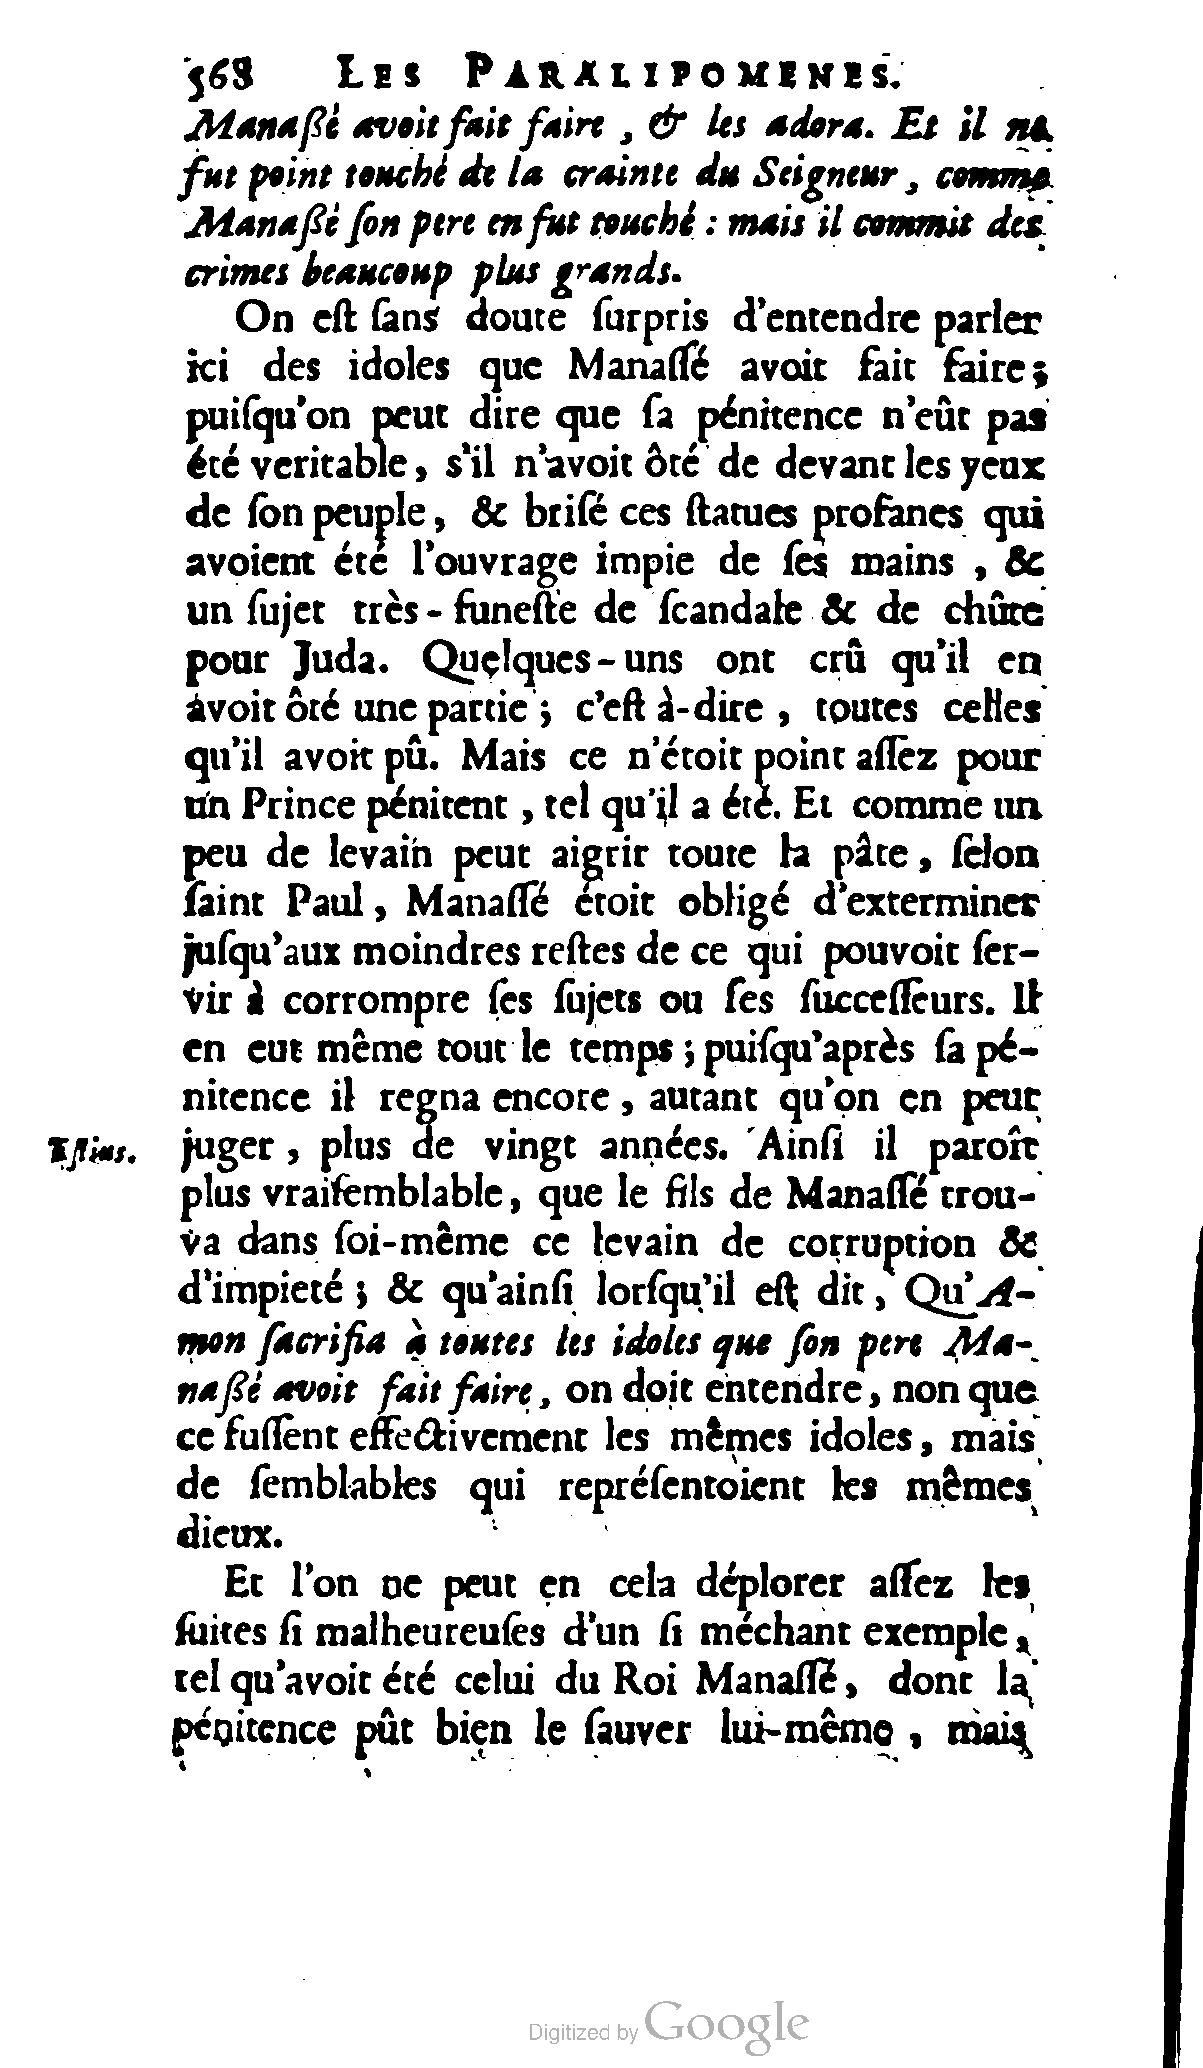 568 LES PARALIPOMENES.
Manaßé avoit fait faire, & les adora. Et il ne
fut point touché de la crainte du Seigneur, comme
Manaßé ſon pere en fut touché : mais il commit des
crimes beaucoup plus grands.
On eſt ſans doute ſurpris d'entendre parler
ici des idoles que Manaſſé avoit fait faire;
puiſqu'on peut dire que ſa pénitence n'eût pas
été veritable, s'il n'avoit ôté de devant les yeux
de ſon peuple, & briſé ces ſtatues profanes qui
avoient été l'ouvrage impie de ſes mains, &
un ſujet très-funeſte de ſcandale & de chûte
pour Juda. Quelques-uns ont crû qu'il en
avoit ôté une partie; c'eſt à-dire, toutes celles
qu'il avoit pû. Mais ce n'étoit point aſſez pour
un Prince pénitent, tel qu'il a été. Et comme un
peu de levain peut aigrir toute la pâte, ſelon
ſaint Paul, Manaſſé étoit obligé d'exterminer
juſqu'aux moindres reſtes de ce qui pouvoit ſer-
vir à corrompre ſes ſujets ou ſes ſucceſſeurs. Il
en eut même tout le temps; puiſqu'après ſa pé-
nitence il regna encore, autant qu'on en peut
Eſtius.
juger, plus de vingt années. Ainſi il paroît
plus vraiſemblable, que le fils de Manaſſé trou-
va dans ſoi-même ce levain de corruption &
d'impieté; & qu'ainſi lorſqu'il eſt dit, Qu'A-
mon ſacrifia à toutes les idoles que ſon pere Ma-
naßé avoit fait faire, on doit entendre, non que
ce fuſſent effectivement les mêmes idoles, mais
de ſemblables qui repréſentoient les mêmes
dieux.
Et l'on ne peut en cela déplorer aſſez les
ſuites ſi malheureuſes d'un ſi méchant exemple,
tel qu'avoit été celui du Roi Manaſſé, dont la
pénitence pût bien le ſauver lui-même, mais
Digitized by Google